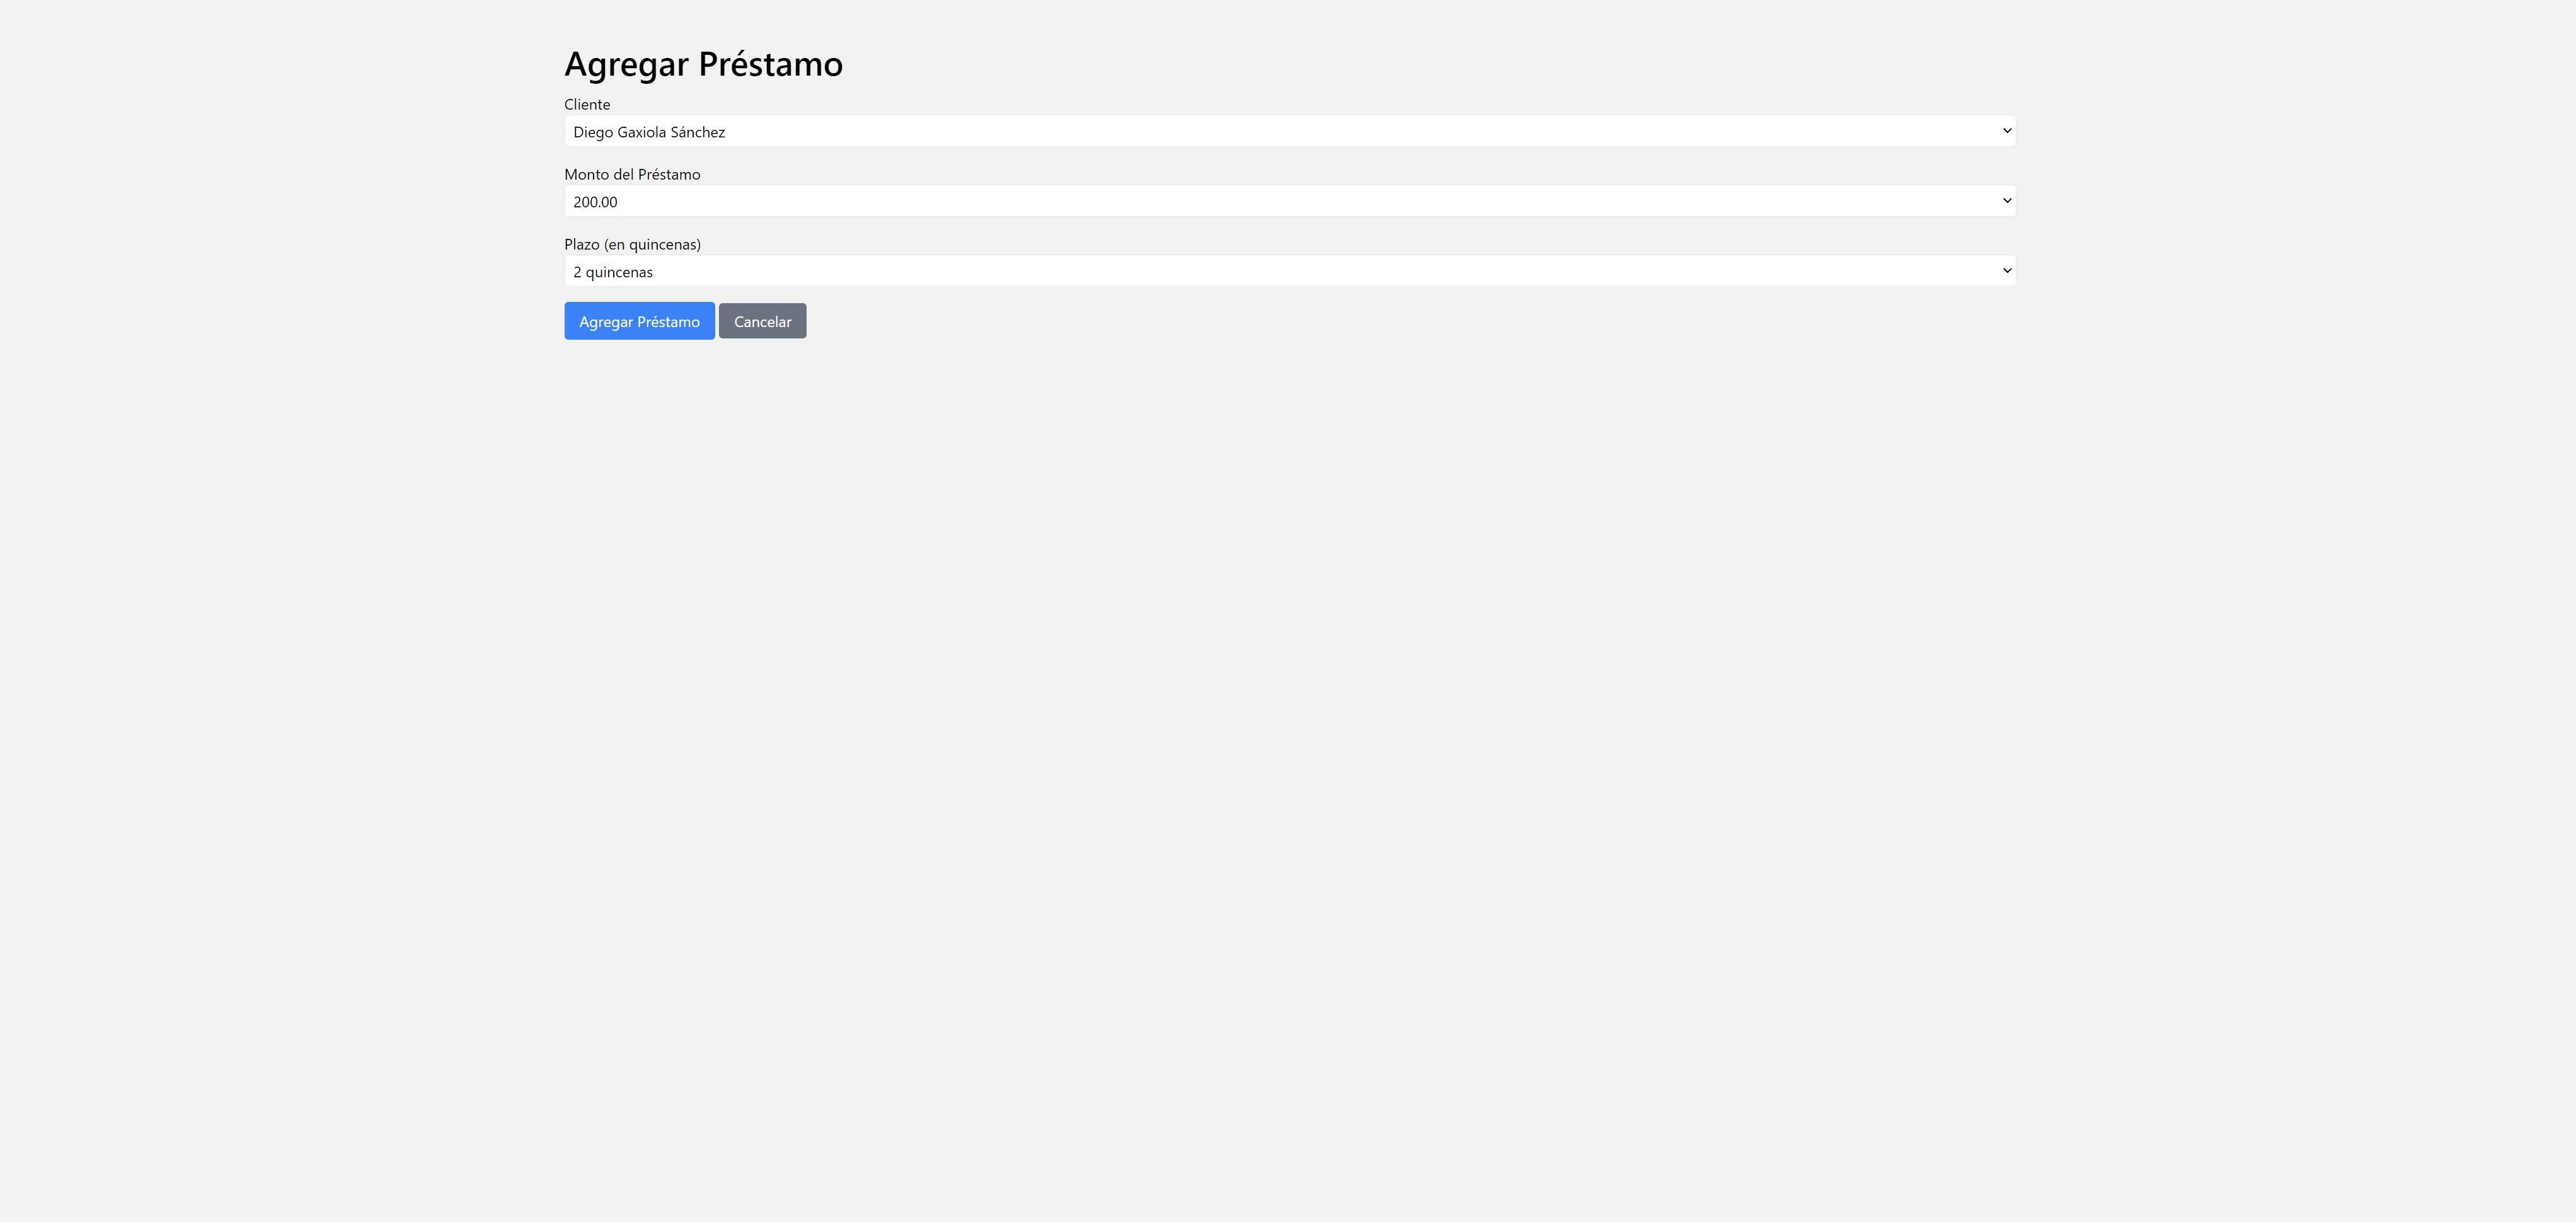 Agregar Préstamo
Cliente
Diego Gaxiola Sánchez
Monto del Préstamo
200.00
Plazo (en quincenas)
2 quincenas
Agregar Préstamo Cancelar